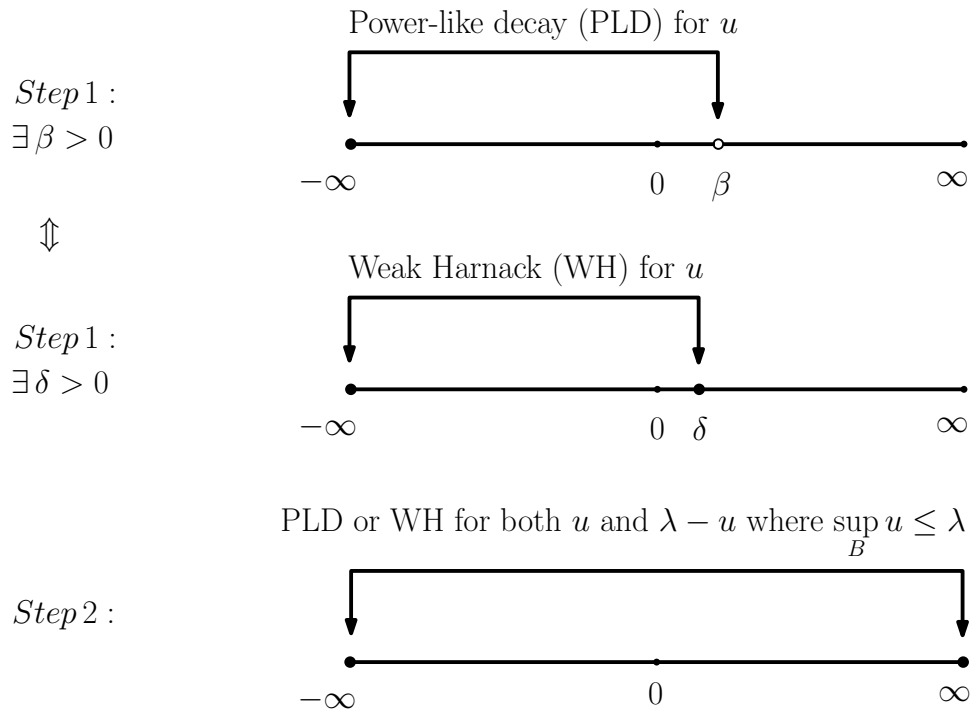 Power-like decay (PLD) for u
Step 1 :
∃ β > 0
−∞ 0 β ∞
⇕
Weak Harnack (WH) for u
Step 1 :
∃ δ > 0
−∞ 0 δ ∞
PLD or WH for both u and λ − u where sup_B u ≤ λ
Step 2 :
−∞ 0 ∞